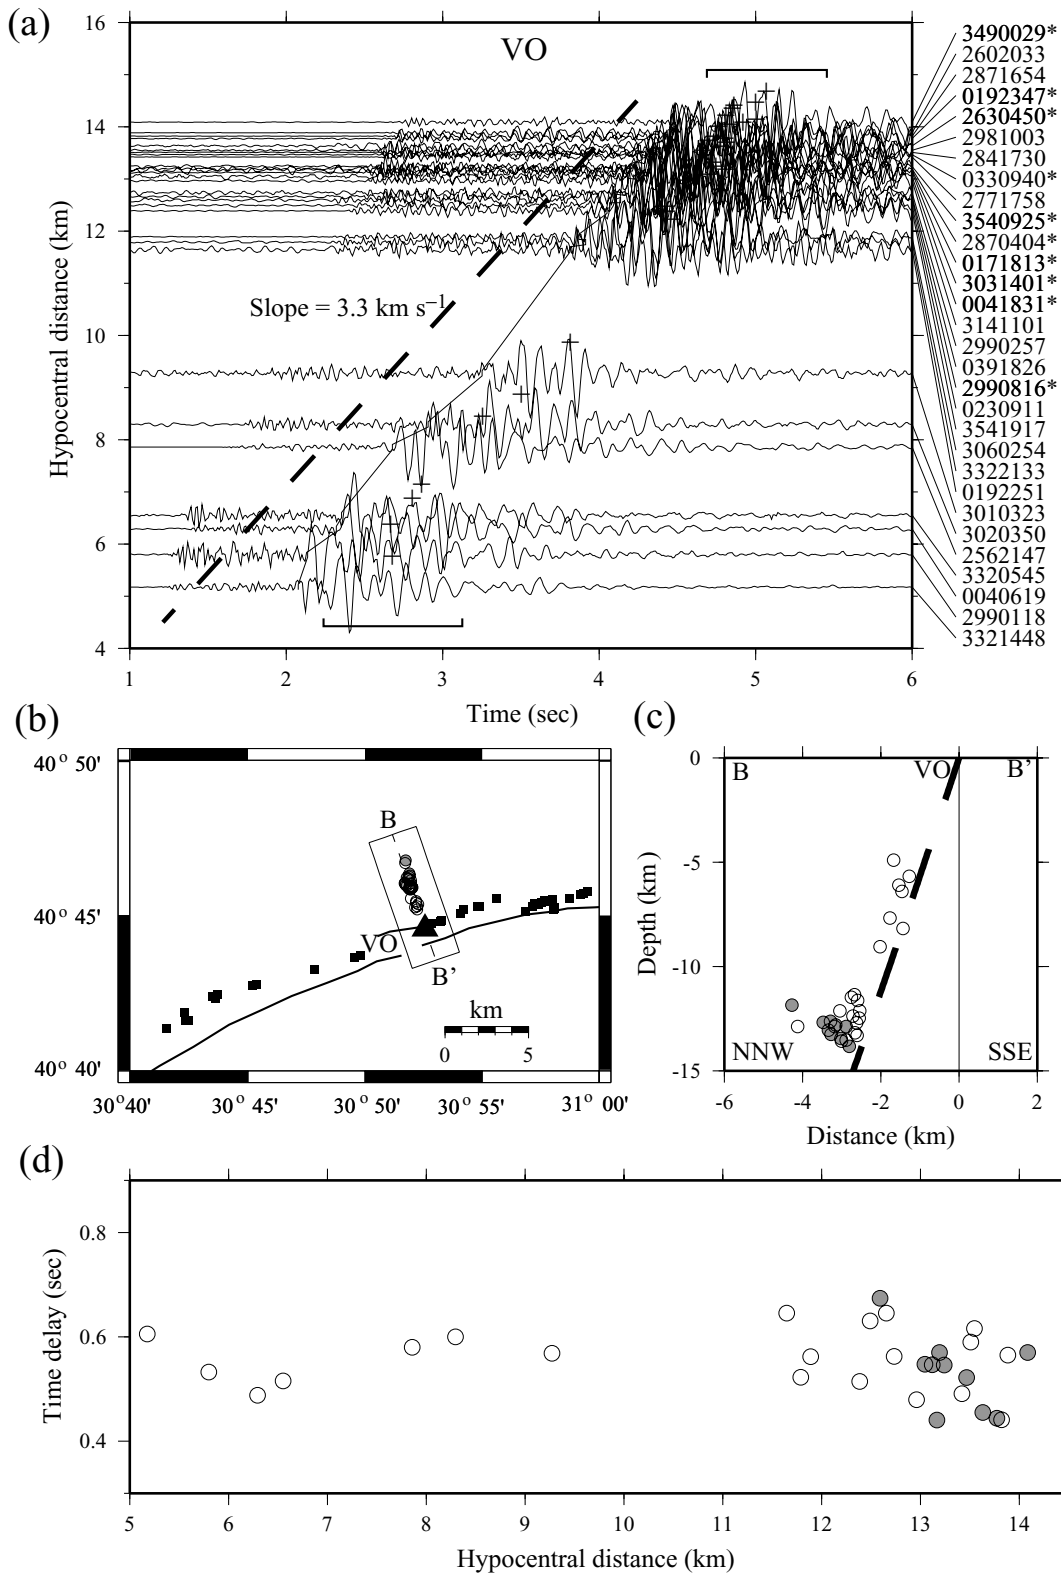 (a)
VO
16
14
12
10
8
6
4
Hypocentral distance (km)
Slope = 3.3 km s⁻¹
1 2 3 4 5 6
Time (sec)
3490029*
2602033
2871654
0192347*
2630450*
2981003
2841730
0330940*
2771758
3540925*
2870404*
0171813*
3031401*
0041831*
3141101
2990257
0391826
2990816*
0230911
3541917
3060254
3322133
0192251
3010323
3020350
2562147
3320545
0040619
2990118
3321448
(b)
40° 50'
40° 45'
40° 40'
30° 40' 30° 45' 30° 50' 30° 55' 31° 00'
B
VO
B'
km
0 5
(c)
B VO B'
0
-5
-10
-15
Depth (km )
NNW SSE
-6 -4 -2 0 2
Distance (km)
(d)
0.8
0.6
0.4
Time delay (sec)
5 6 7 8 9 10 11 12 13 14
Hypocentral distance (km)